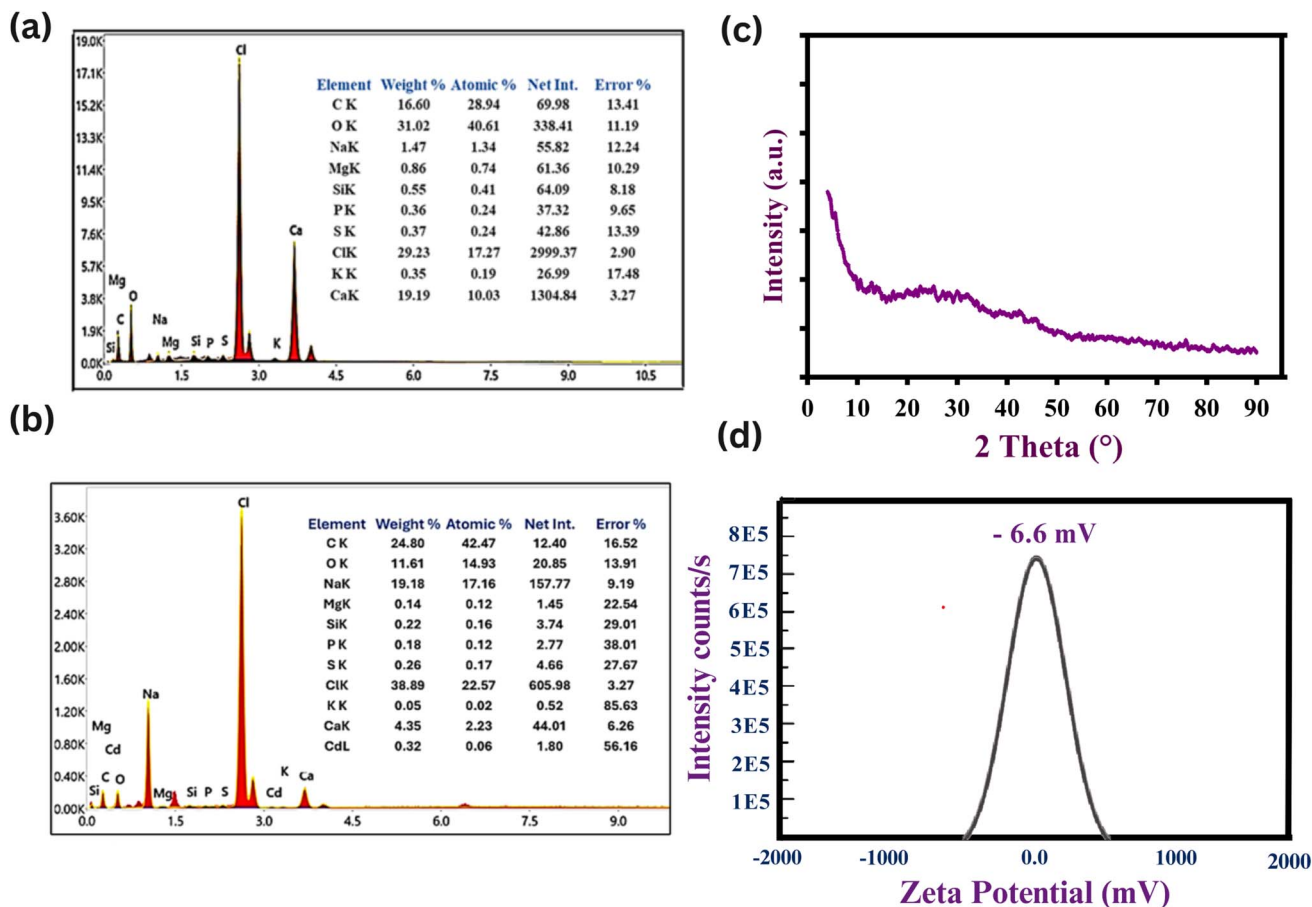 (a)
19.0K
17.1K
15.2K
13.3K
11.4K
9.5K
7.6K
5.7K
3.8K
1.9K
0.0K
Cl
Ca
Mg
O
C
Si
Na
Mg
Si
P
S
K
0.0 1.5 3.0 4.5 6.0 7.5 9.0 10.5
Element Weight % Atomic % Net Int. Error %
C K 16.60 28.94 69.98 13.41
O K 31.02 40.61 338.41 11.19
NaK 1.47 1.34 55.82 12.24
MgK 0.86 0.74 61.36 10.29
SiK 0.55 0.41 64.09 8.18
P K 0.36 0.24 37.32 9.65
S K 0.37 0.24 42.86 13.39
ClK 29.23 17.27 2999.37 2.90
K K 0.35 0.19 26.99 17.48
CaK 19.19 10.03 1304.84 3.27
(b)
3.60K
3.20K
2.80K
2.40K
2.00K
1.60K
1.20K
0.80K
0.40K
0.00K
Cl
Na
Mg
Cd
C
O
Si
Mg
Si
P
S
Cd
K
Ca
0.0 1.5 3.0 4.5 6.0 7.5 9.0
Element Weight % Atomic % Net Int. Error %
C K 24.80 42.47 12.40 16.52
O K 11.61 14.93 20.85 13.91
NaK 19.18 17.16 157.77 9.19
MgK 0.14 0.12 1.45 22.54
SiK 0.22 0.16 3.74 29.01
P K 0.18 0.12 2.77 38.01
S K 0.26 0.17 4.66 27.67
ClK 38.89 22.57 605.98 3.27
K K 0.05 0.02 0.52 85.63
CaK 4.35 2.23 44.01 6.26
CdL 0.32 0.06 1.80 56.16
(c)
Intensity (a.u.)
0 10 20 30 40 50 60 70 80 90
2 Theta (°)
(d)
- 6.6 mV
Intensity counts/s
8E5
7E5
6E5
5E5
4E5
3E5
2E5
1E5
-2000 -1000 0.0 1000 2000
Zeta Potential (mV)